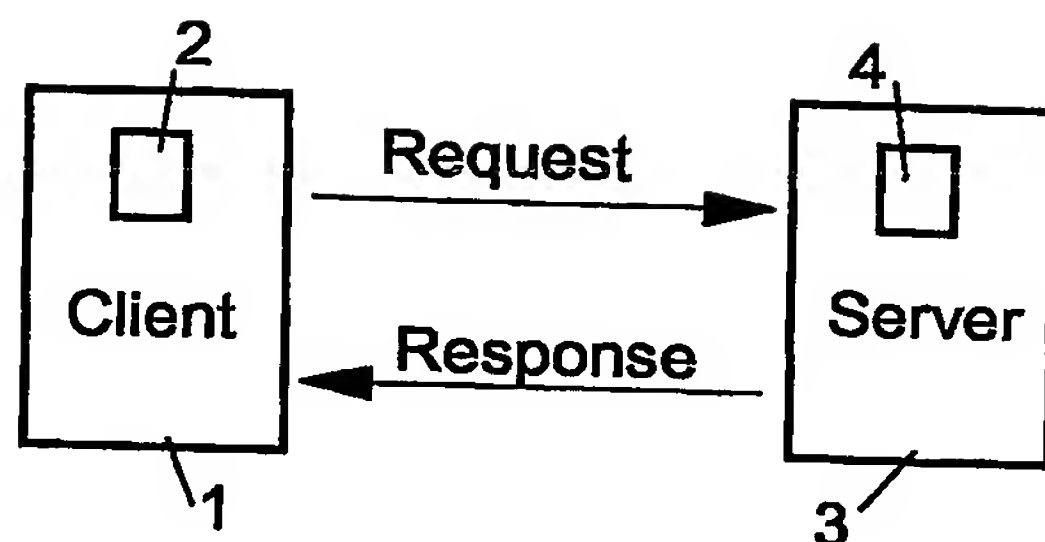 2
4
Request
Client
Server
Response
1
3